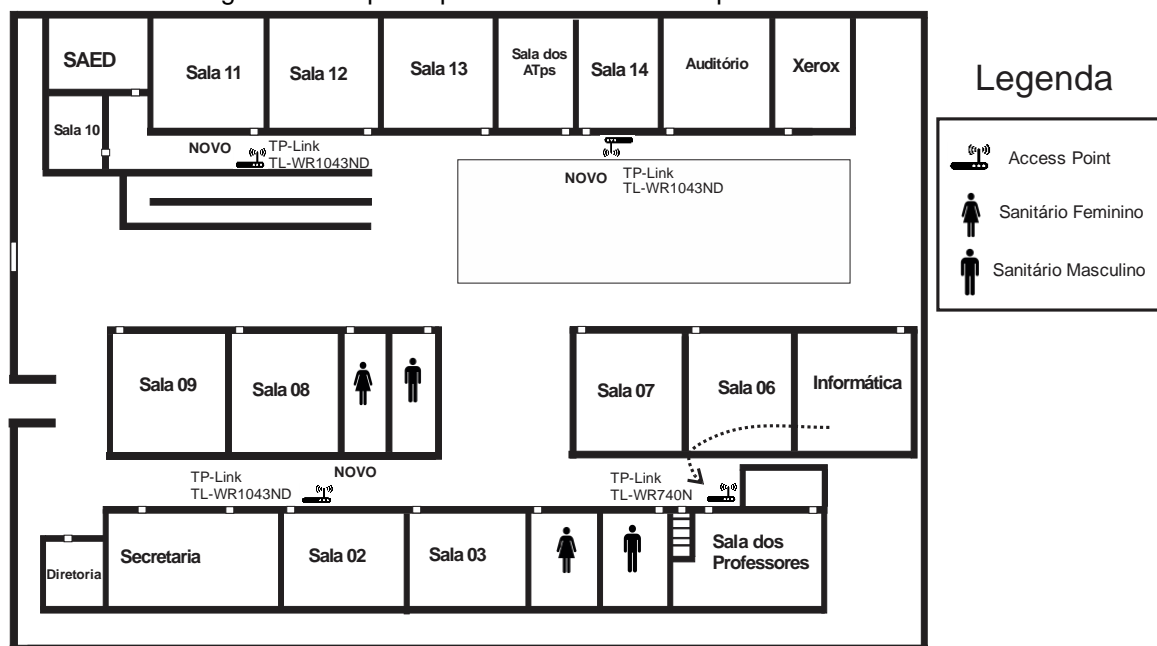 SAED
Sala 11
Sala 12
Sala 13
Sala dos
ATps
Sala 14
Auditório
Xerox
Sala 10
NOVO
TP-Link
TL-WR1043ND
NOVO
TP-Link
TL-WR1043ND
Legenda
Access Point
Sanitário Feminino
Sanitário Masculino
Sala 09
Sala 08
Sala 07
Sala 06
Informática
TP-Link
TL-WR1043ND
NOVO
TP-Link
TL-WR740N
Diretoria
Secretaria
Sala 02
Sala 03
Sala dos
Professores